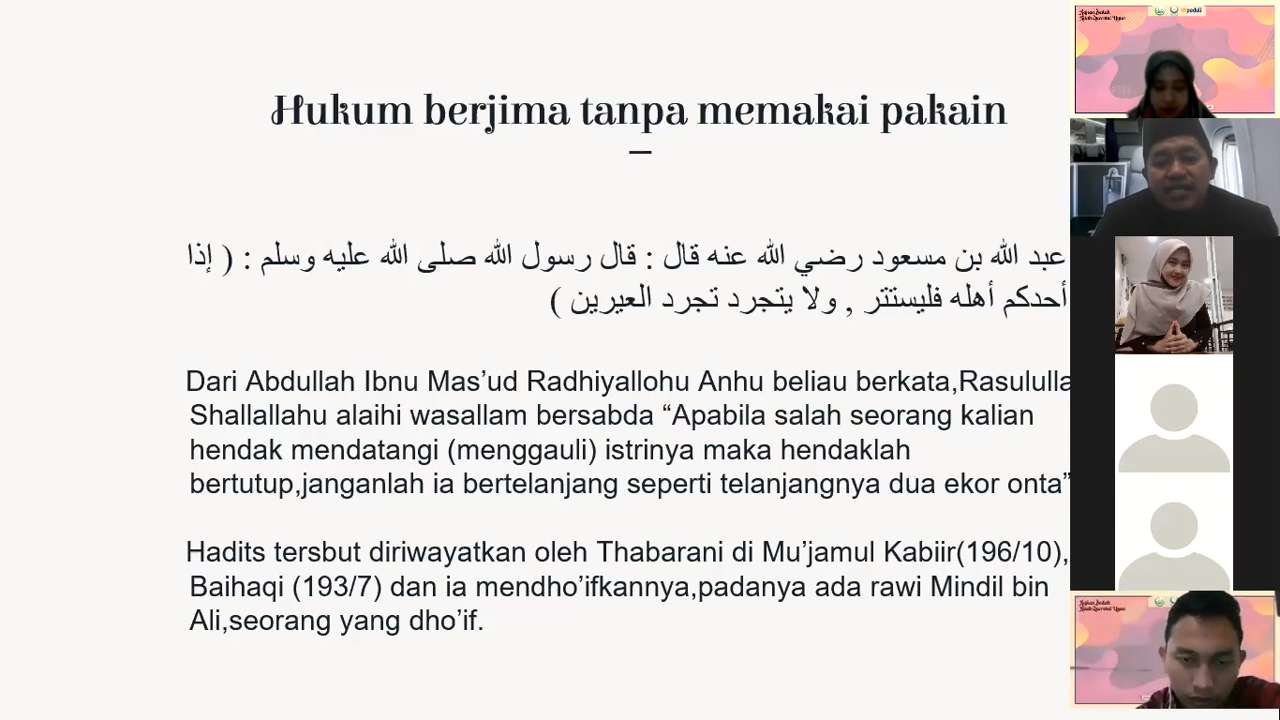 Hukum berjima tanpa memakai pakain
عبد الله بن مسعود رضي الله عنه قال : قال رسول الله صلى الله عليه وسلم : ( إذا
أحدكم أهله فليستتر , ولا يتجرد تجرد العيرين )
Dari Abdullah Ibnu Mas’ud Radhiyallohu Anhu beliau berkata,Rasululla
Shallallahu alaihi wasallam bersabda “Apabila salah seorang kalian
hendak mendatangi (menggauli) istrinya maka hendaklah
bertutup,janganlah ia bertelanjang seperti telanjangnya dua ekor onta”
Hadits tersbut diriwayatkan oleh Thabarani di Mu’jamul Kabiir(196/10),
Baihaqi (193/7) dan ia mendho’ifkannya,padanya ada rawi Mindil bin
Ali,seorang yang dho’if.